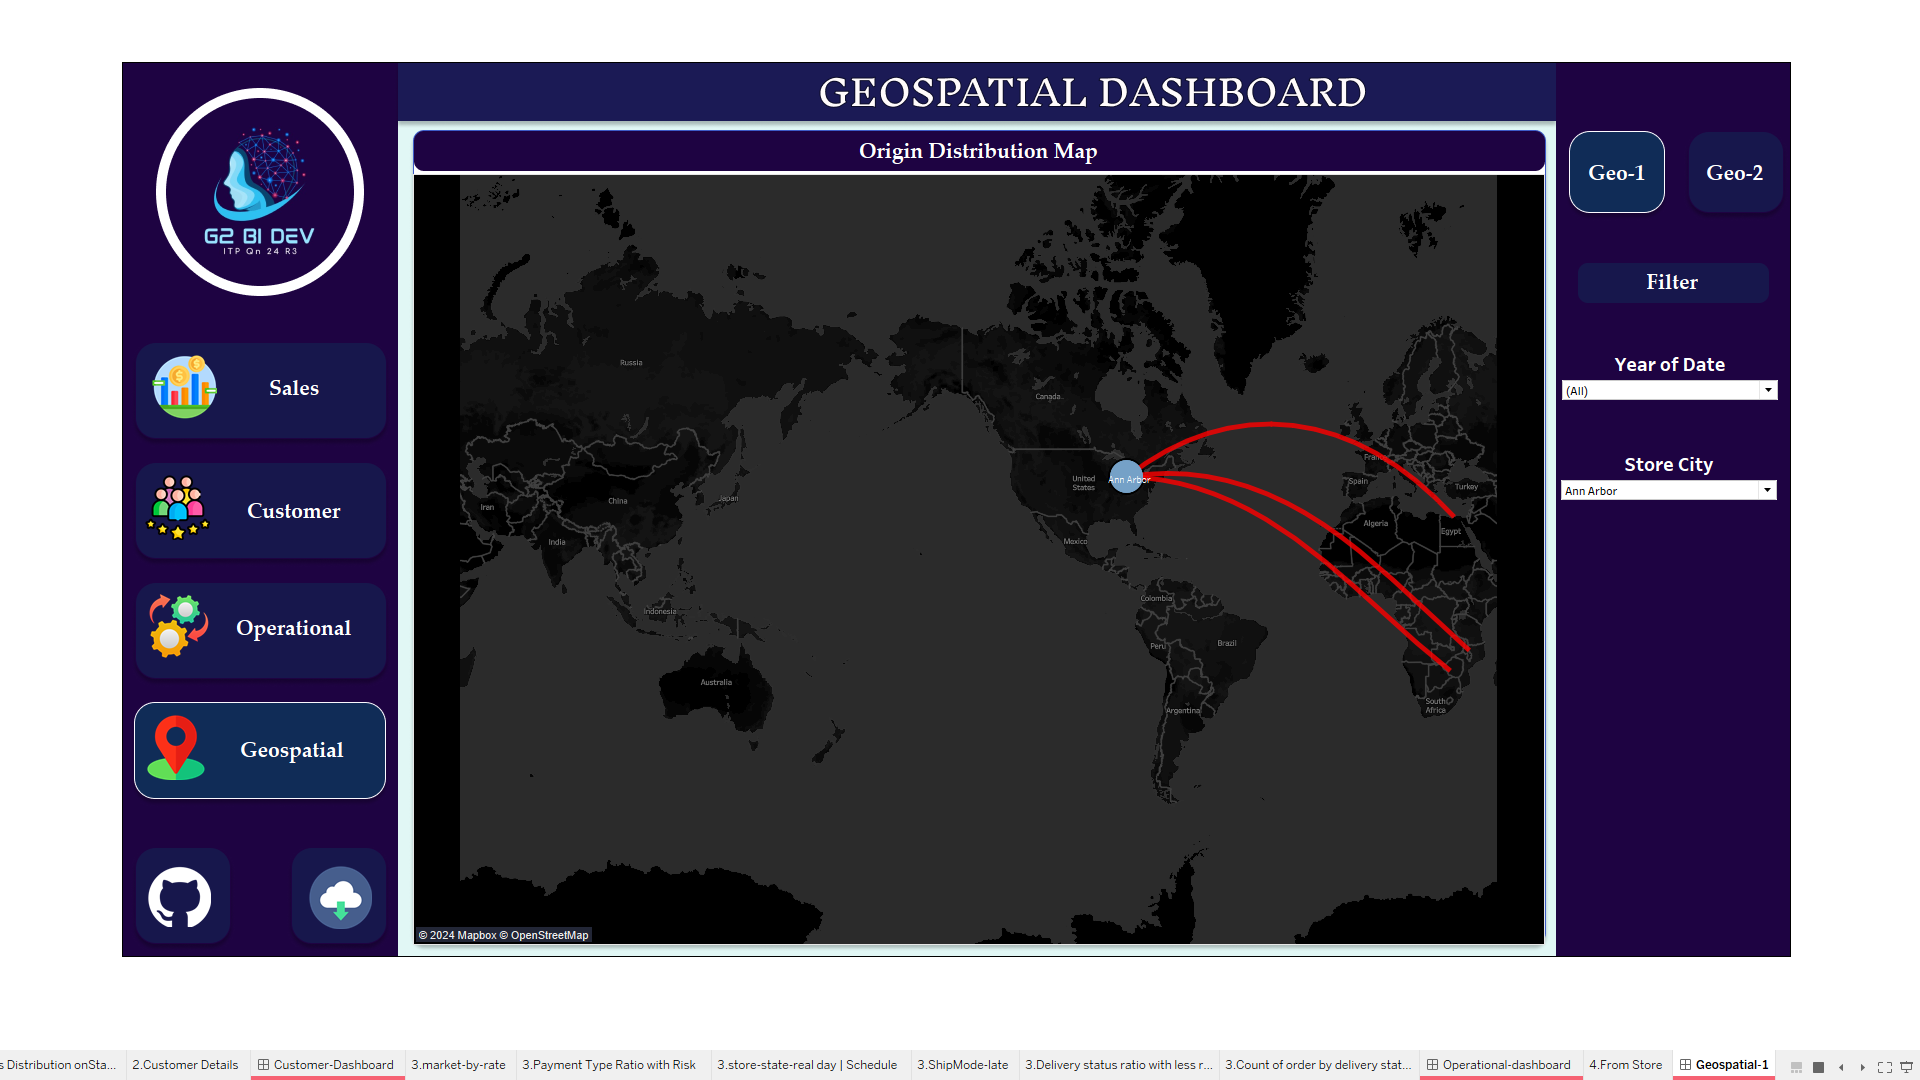 GEOSPATIAL DASHBOARD
G2 BI DEV
ITP Qn 24 R3
Sales
Customer
Operational
Geospatial
Origin Distribution Map
Russia
Canada
Iran
China
Japan
India
Indonesia
Australia
United
States
Ann Arbor
Mexico
Colombia
Peru
Brazil
Argentina
France
Spain
Turkey
Algeria
Egypt
South
Africa
© 2024 Mapbox © OpenStreetMap
Geo-1
Geo-2
Filter
Year of Date
(All)
Store City
Ann Arbor
s Distribution onSta...
2.Customer Details
Customer-Dashboard
3.market-by-rate
3.Payment Type Ratio with Risk
3.store-state-real day | Schedule
3.ShipMode-late
3.Delivery status ratio with less r...
3.Count of order by delivery stat...
Operational-dashboard
4.From Store
Geospatial-1